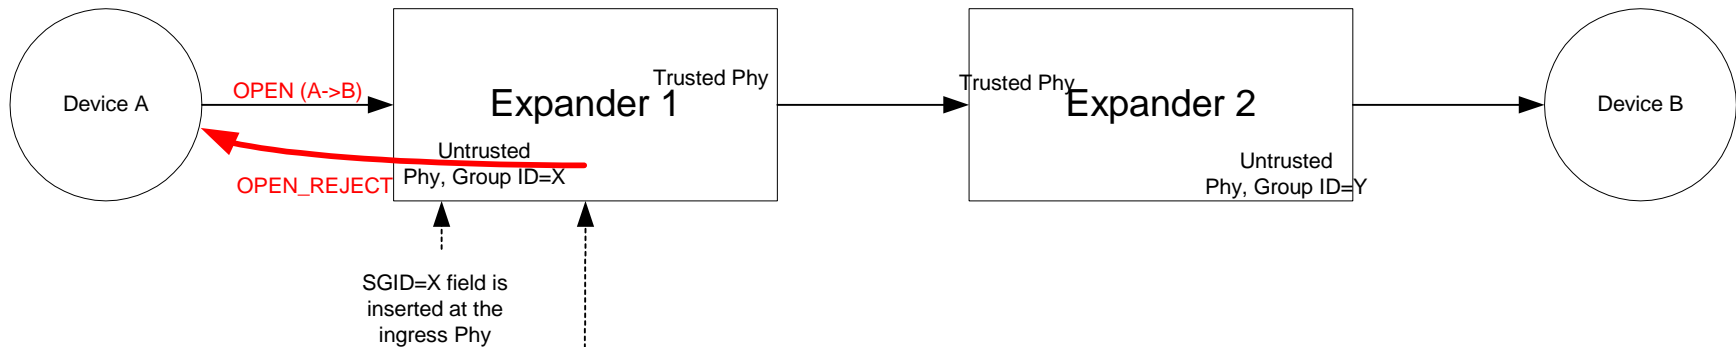 Device A
OPEN (A->B)
OPEN_REJECT
Expander 1
Trusted Phy
Untrusted
Phy, Group ID=X
Trusted Phy
Expander 2
Untrusted
Phy, Group ID=Y
Device B
SGID=X field is
inserted at the
ingress Phy